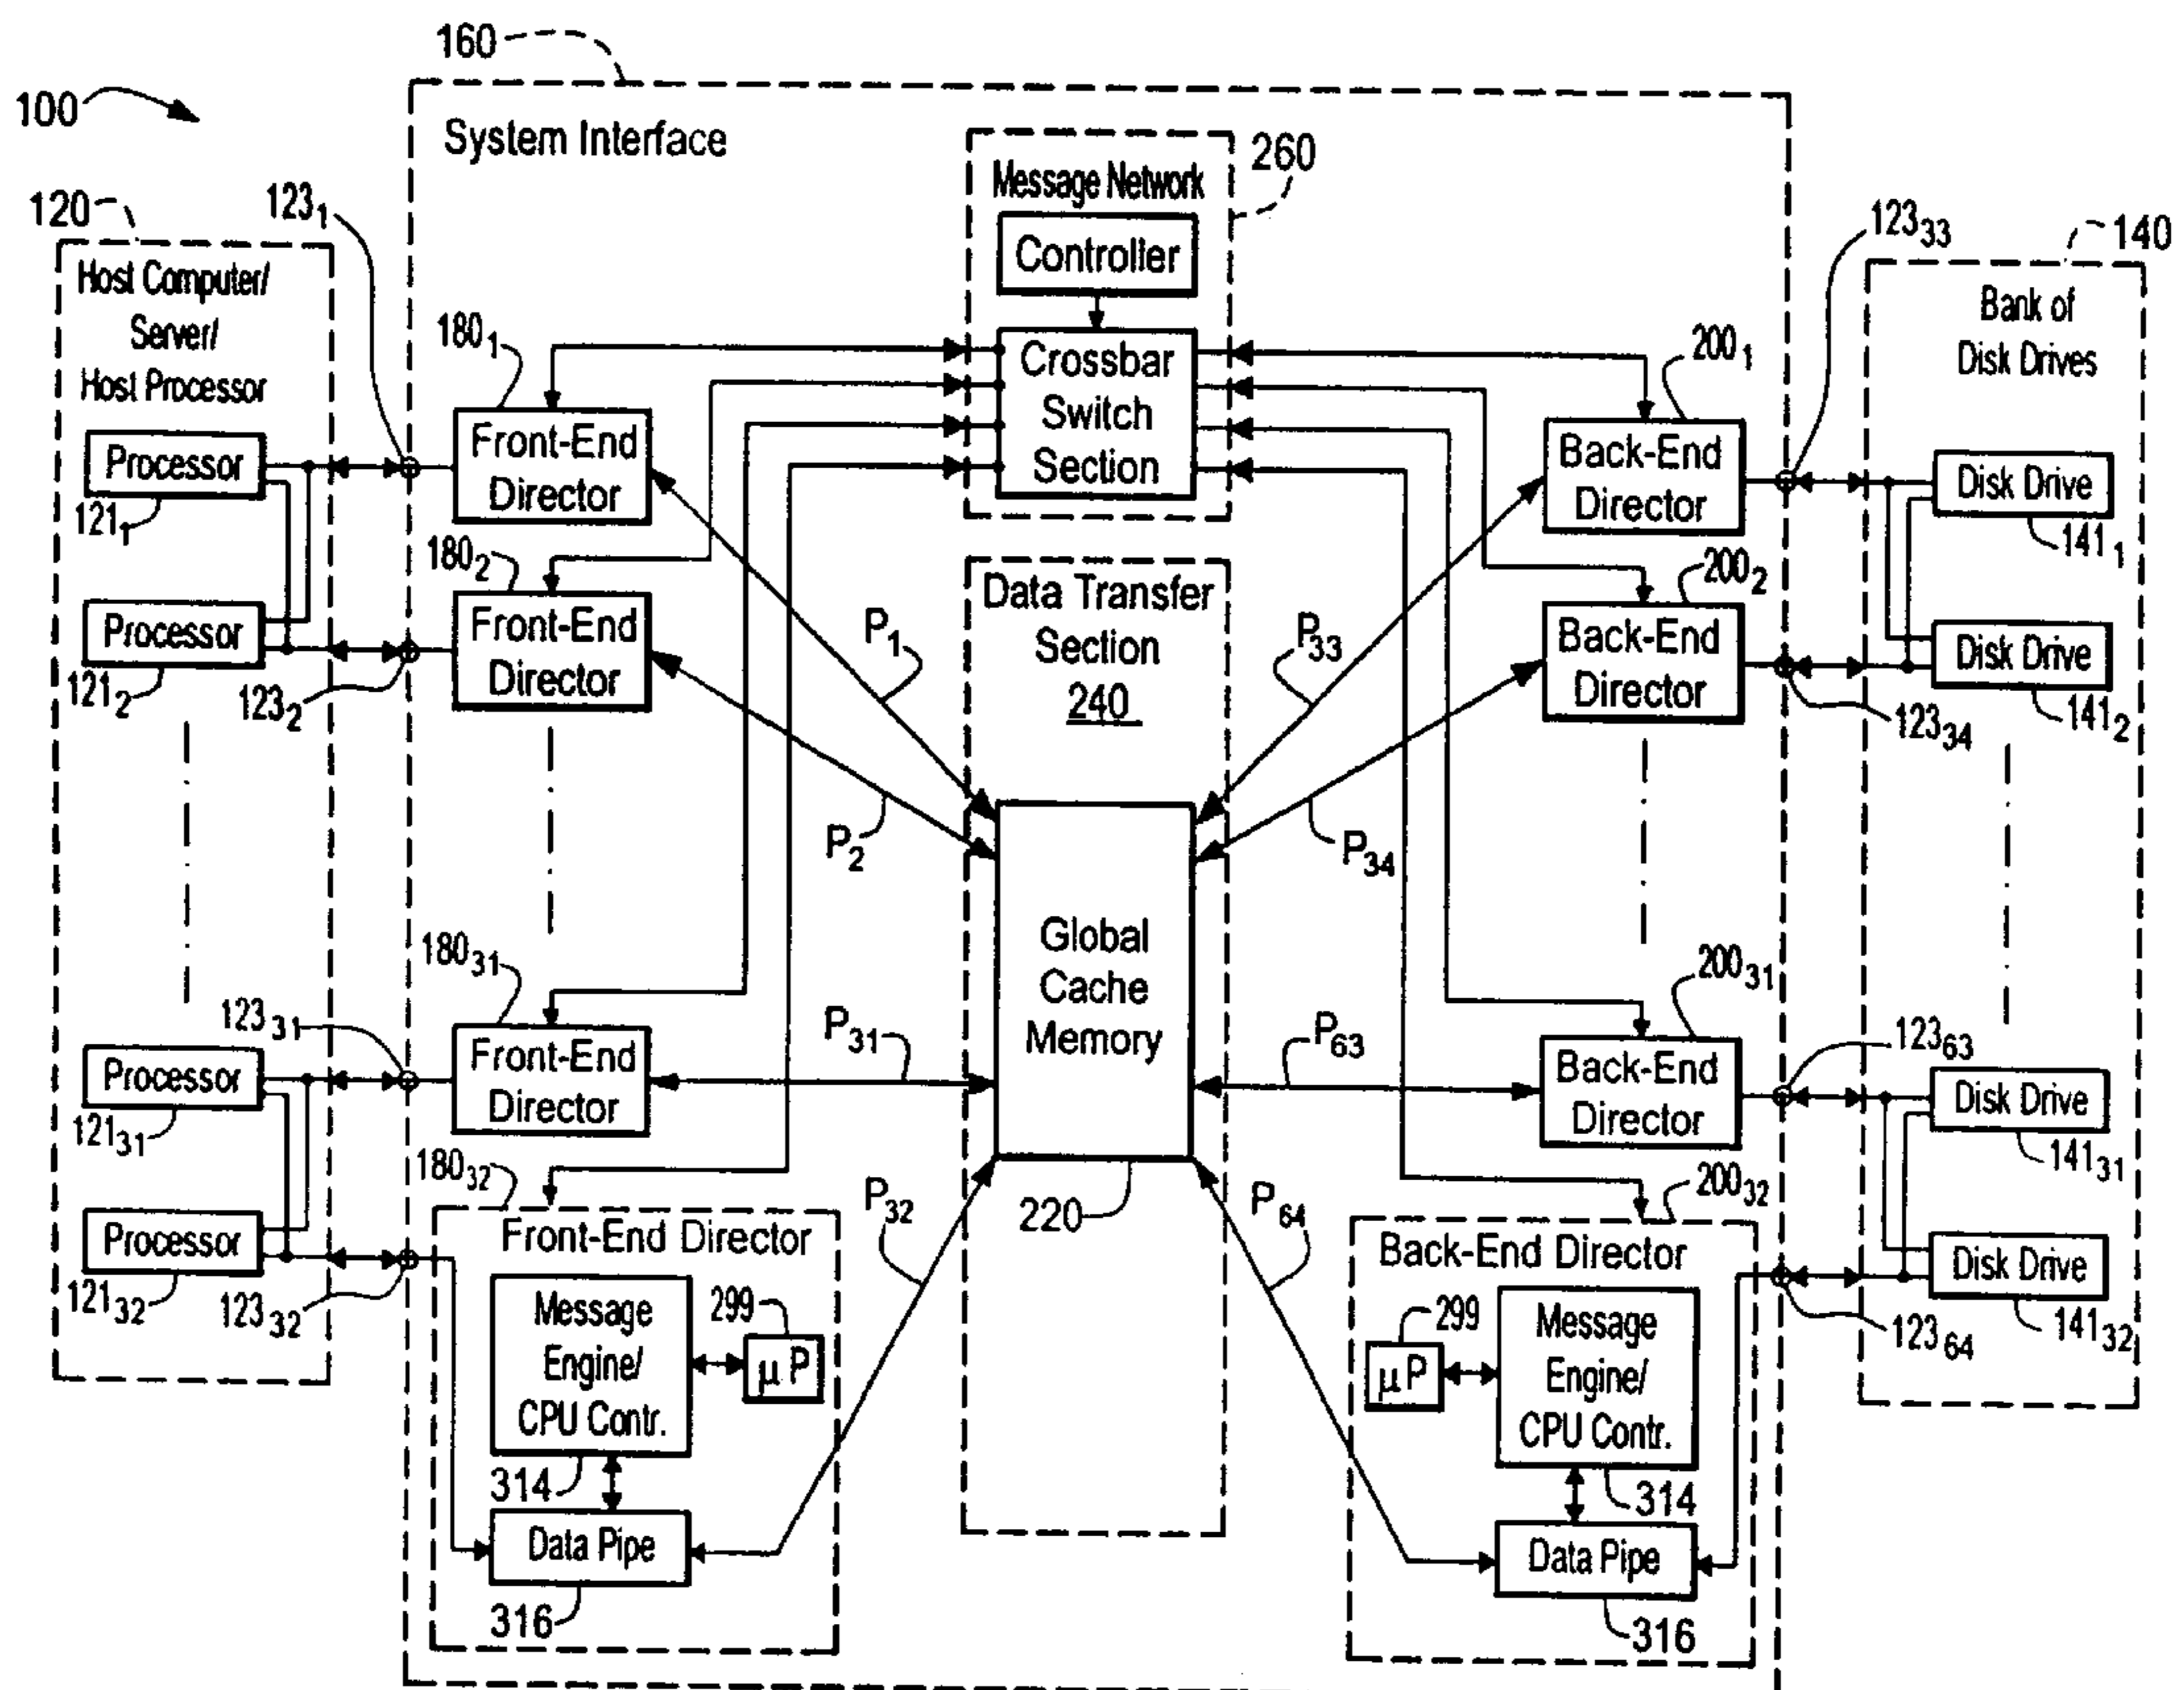 100
160
System Interface
120
Host Computer/
Server/
Host Processor
Processor
121₁
Processor
121₂
Processor
121₃₁
Processor
121₃₂
123₁
123₂
123₃₁
123₃₂
180₁
Front-End
Director
180₂
Front-End
Director
180₃₁
Front-End
Director
180₃₂
Front-End Director
Message
Engine/
CPU Contr.
299
μP
314
Data Pipe
316
260
Message Network
Controller
Crossbar
Switch
Section
Data Transfer
Section
240
Global
Cache
Memory
220
P₁
P₂
P₃₁
P₃₂
P₃₃
P₃₄
P₆₃
P₆₄
200₁
Back-End
Director
200₂
Back-End
Director
200₃₁
Back-End
Director
200₃₂
Back-End Director
299
μP
Message
Engine/
CPU Contr.
314
Data Pipe
316
123₃₃
123₃₄
123₆₃
123₆₄
140
Bank of
Disk Drives
Disk Drive
141₁
Disk Drive
141₂
Disk Drive
141₃₁
Disk Drive
141₃₂